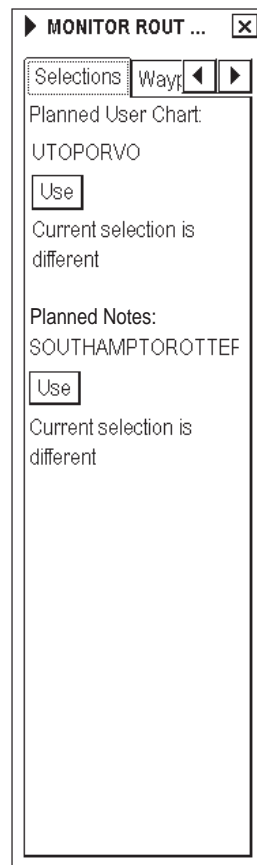 MONITOR ROUT ...
Selections
Planned User Chart:
UTOPORVO
Use
Current selection is
different
Planned Notes:
SOUTHAMPTOROTTEF
Use
Current selection is
different